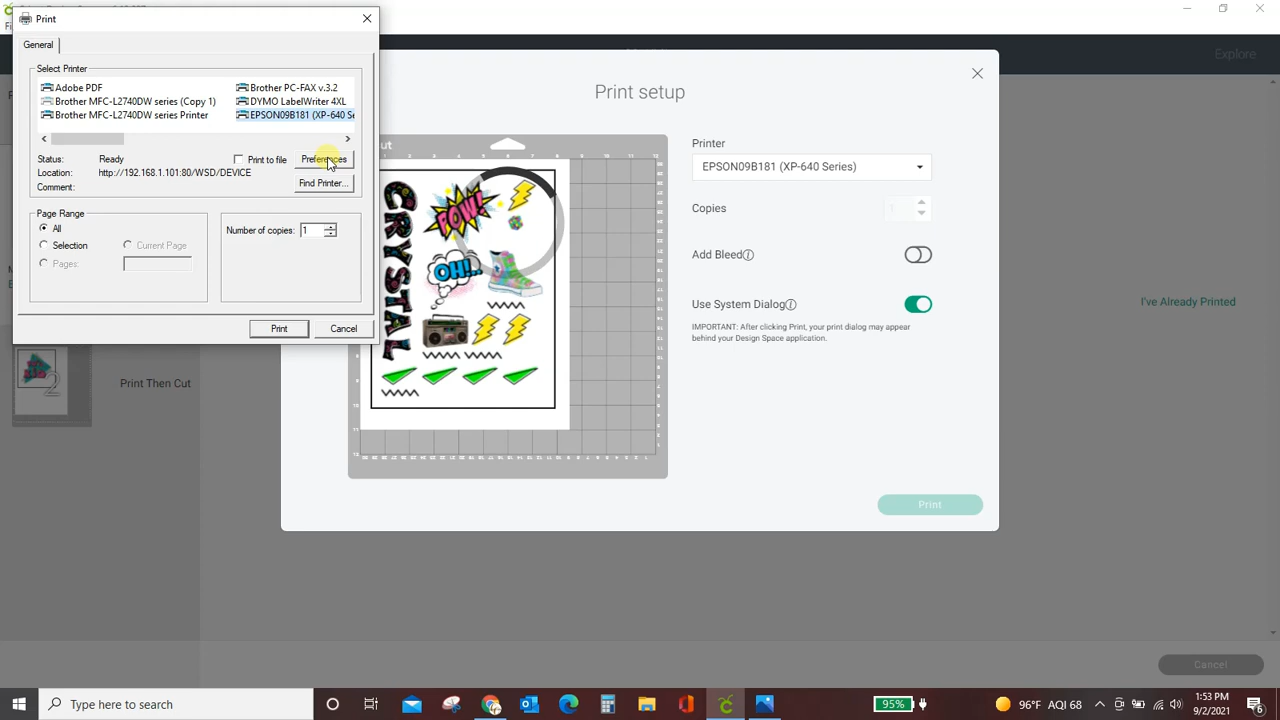 Print
General
Select Printer
Adobe PDF
Brother PC-FAX v.3.2
Brother MFC-L2740DW series (Copy 1)
DYMO LabelWriter 4XL
Brother MFC-L2740DW series Printer
EPSON09B181 (XP-640 Se
Status:
Ready
Print to file
Preferences
Location:
http://192.168.1.101:80/WSD/DEVICE
Comment:
Find Printer...
Page Range
All
Selection
Current Page
Pages:
Number of copies:
1
Print
Cancel
Explore
Print setup
CRYSTAL
POW!
OH!
Printer
EPSON09B181 (XP-640 Series)
Copies
1
Add Bleed
Use System Dialog
IMPORTANT: After clicking Print, your print dialog may appear
behind your Design Space application.
Print
I've Already Printed
2
Print Then Cut
Cancel
Type here to search
95%
96°F AQI 68
1:53 PM
9/2/2021
6